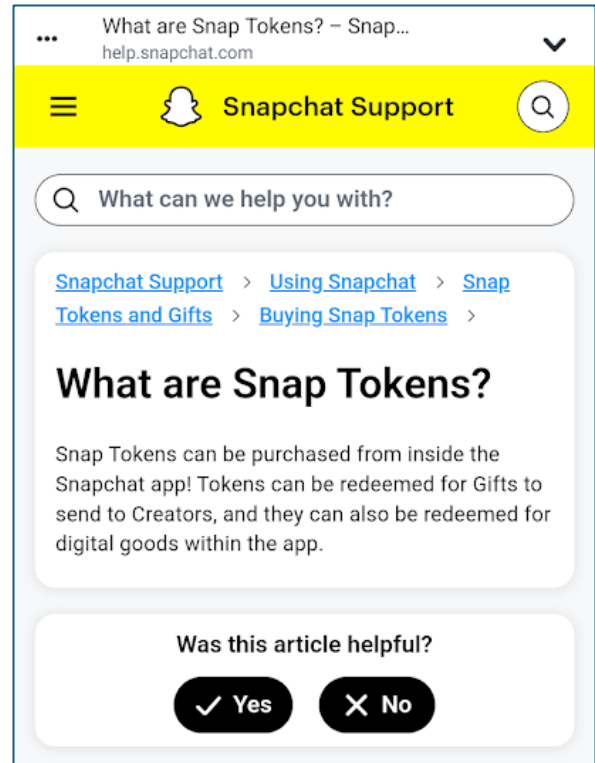 What are Snap Tokens? – Snap...
help.snapchat.com
Snapchat Support
What can we help you with?
Snapchat Support > Using Snapchat > Snap
Tokens and Gifts > Buying Snap Tokens >
What are Snap Tokens?
Snap Tokens can be purchased from inside the
Snapchat app! Tokens can be redeemed for Gifts to
send to Creators, and they can also be redeemed for
digital goods within the app.
Was this article helpful?
Yes
No